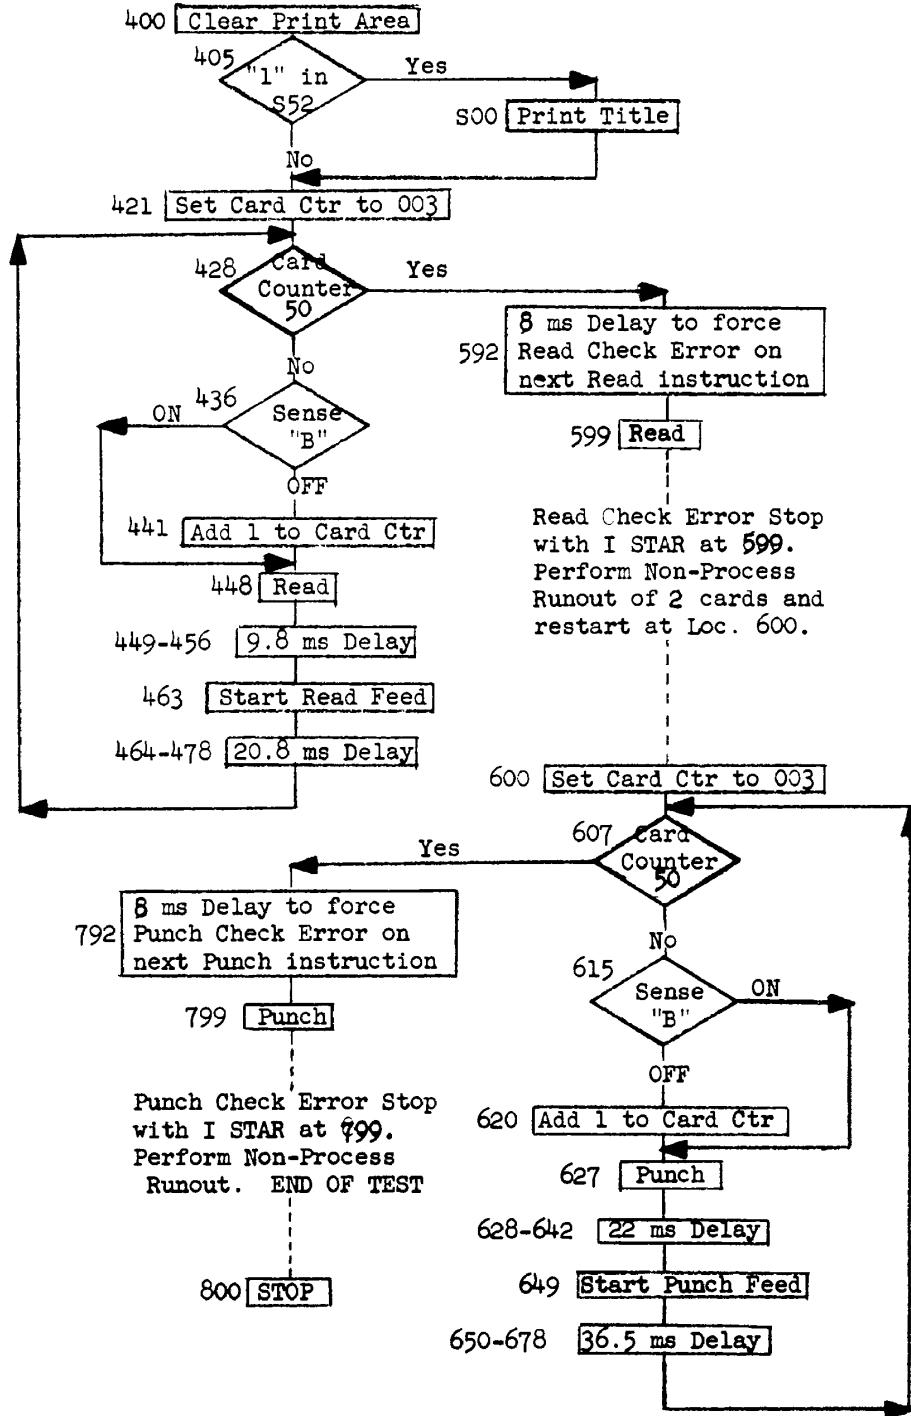 400 Clear Print Area
405
"1" in
S52
Yes
S00 Print Title
No
421 Set Card Ctr to 003
428
Card
Counter
50
Yes
8 ms Delay to force
592 Read Check Error on
next Read instruction
No
436
ON
Sense
"B"
599 Read
OFF
441 Add 1 to Card Ctr
Read Check Error Stop
with I STAR at 599.
Perform Non-Process
Runout of 2 cards and
restart at Loc. 600.
448 Read
449-456 9.8 ms Delay
463 Start Read Feed
464-478 20.8 ms Delay
600 Set Card Ctr to 003
607
Card
Counter
50
Yes
8 ms Delay to force
792 Punch Check Error on
next Punch instruction
No
615
Sense
"B"
ON
799 Punch
OFF
Punch Check Error Stop
with I STAR at 799.
Perform Non-Process
Runout. END OF TEST
620 Add 1 to Card Ctr
627 Punch
628-642 22 ms Delay
800 STOP
649 Start Punch Feed
650-678 36.5 ms Delay